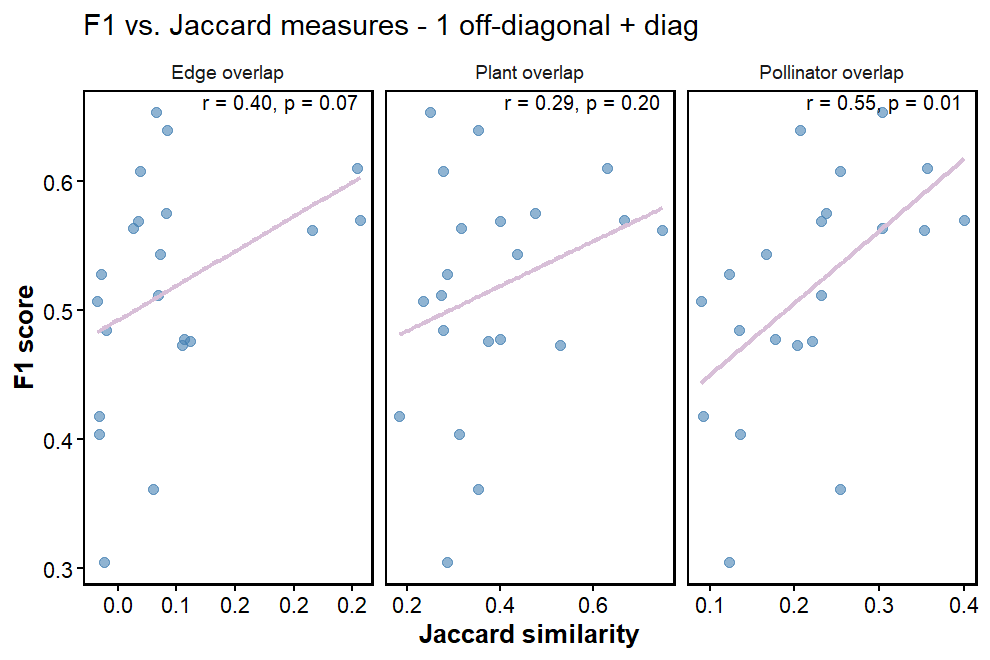 F1 vs. Jaccard measures - 1 off-diagonal + diag
Edge overlap Plant overlap Pollinator overlap
r = 0.40, p = 0.07 r = 0.29, p = 0.20 r = 0.55, p = 0.01
0.6
0.5
0.4
0.3
F1 score
0.0 0.1 0.2 0.2 0.2 0.2 0.4 0.6 0.1 0.2 0.3 0.4
Jaccard similarity